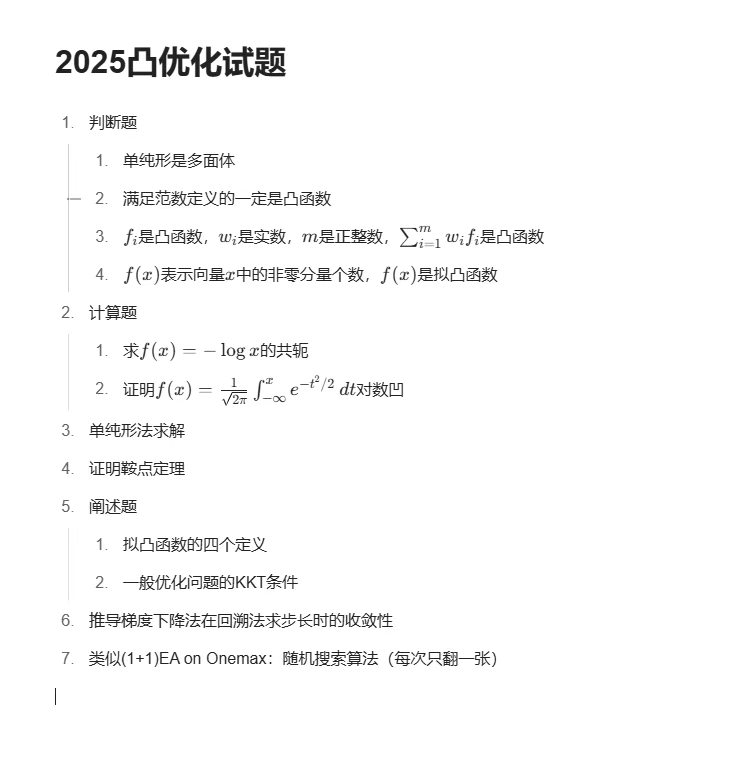 2025凸优化试题
1. 判断题
1. 单纯形是多面体
2. 满足范数定义的一定是凸函数
3. $f_i$是凸函数，$w_i$是实数，$m$是正整数，$\sum_{i=1}^{m} w_i f_i$是凸函数
4. $f(x)$表示向量$x$中的非零分量个数，$f(x)$是拟凸函数
2. 计算题
1. 求$f(x) = -\log x$的共轭
2. 证明$f(x) = \frac{1}{\sqrt{2\pi}} \int_{-\infty}^{x} e^{-t^2/2} \, dt$对数凹
3. 单纯形法求解
4. 证明鞍点定理
5. 阐述题
1. 拟凸函数的四个定义
2. 一般优化问题的KKT条件
6. 推导梯度下降法在回溯法求步长时的收敛性
7. 类似(1+1)EA on Onemax：随机搜索算法（每次只翻一张）